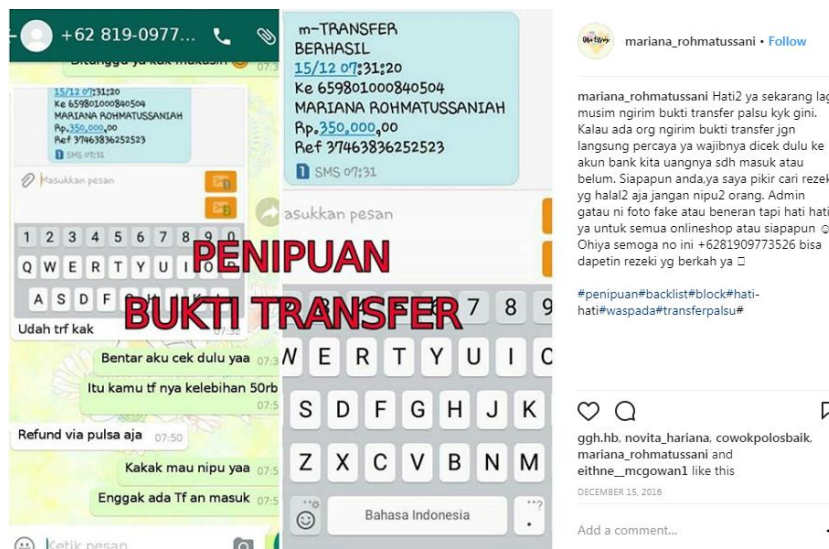 +62 819-0977...
15/12 07:31:20
Ke 659801000840504
MARIANA ROHMATUSSANIAH
Rp.350,000,00
Ref 37463836252523
1 SMS 07:31
Masukkan pesan
1 2 3 4 5 6 7 8 9 0
Q W E R T Y U I O P
A S D F G H J K L
Udah trf kak 07:32
Bentar aku cek dulu yaa
Itu kamu tf nya kelebihan 50rb
Refund via pulsa aja 07:50
Kakak mau nipu yaa
Enggak ada Tf an masuk
Ketik pesan
m-TRANSFER
BERHASIL
15/12 07:31:20
Ke 659801000840504
MARIANA ROHMATUSSANIAH
Rp.350,000,00
Ref 37463836252523
1 SMS 07:31
asukkan pesan
PENIPUAN
BUKTI TRANSFER
7 8 9
W E R T Y U I O
S D F G H J K
Z X C V B N M
Bahasa Indonesia
mariana_rohmatussani • Follow
mariana_rohmatussani Hati2 ya sekarang lag
musim ngirim bukti transfer palsu kyk gini.
Kalau ada org ngirim bukti transfer jgn
langsung percaya ya wajibnya dicek dulu ke
akun bank kita uangnya sdh masuk atau
belum. Siapapun anda,ya saya pikir cari rezek
yg halal2 aja jangan nipu2 orang. Admin
gatau ni foto fake atau beneran tapi hati hati
ya untuk semua onlineshop atau siapapun
Ohiya semoga no ini +6281909773526 bisa
dapetin rezeki yg berkah ya
#penipuan#backlist#block#hati-
hati#waspada#transferpalsu#
ggh.hb, novita_hariana, cowokpolosbaik,
mariana_rohmatussani and
eithne__mcgowan1 like this
DECEMBER 15, 2016
Add a comment...